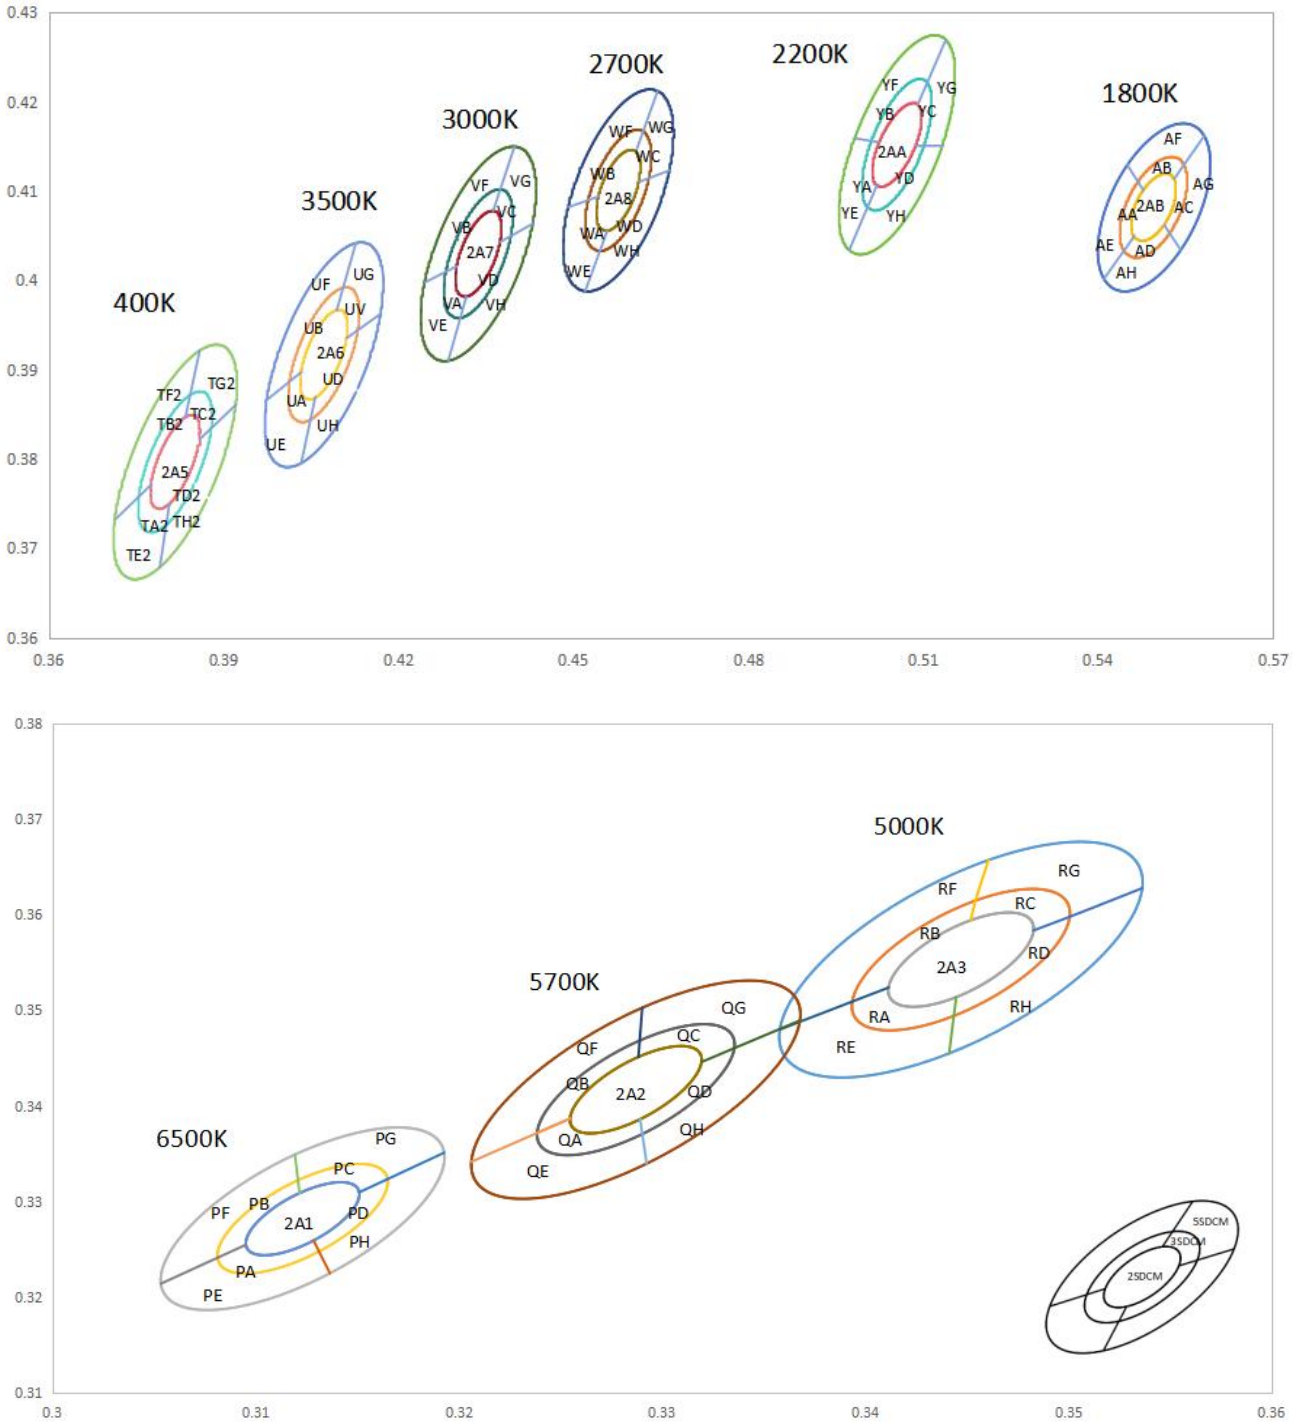 0.43
2200K
2700K
0.42
YF
YG
1800K
YB
YC
3000K
WF
WG
AF
2AA
WC
AB
VF
VG
WB
YA
YD
AG
0.41
3500K
2A8
2AB
AC
VB
VC
WA
WD
YE
YH
AA
2A7
WH
AE
AD
WE
AH
0.4
UF
UG
VD
400K
VA
VH
UB
UV
VE
2A6
0.39
TF2
TG2
UD
UA
TB2
TC2
UH
0.38
UE
2A5
TD2
TA2
TH2
0.37
TE2
0.36
0.36
0.39
0.42
0.45
0.48
0.51
0.54
0.57
0.38
0.37
5000K
RG
RF
0.36
RC
RB
RD
2A3
5700K
0.35
QG
RA
RH
QC
QF
RE
QB
2A2
QD
0.34
6500K
QA
QH
PG
PC
QE
0.33
PF
PB
PD
2A1
5SDCM
PH
3SDCM
PA
2SDCM
0.32
PE
0.31
0.3
0.31
0.32
0.33
0.34
0.35
0.36